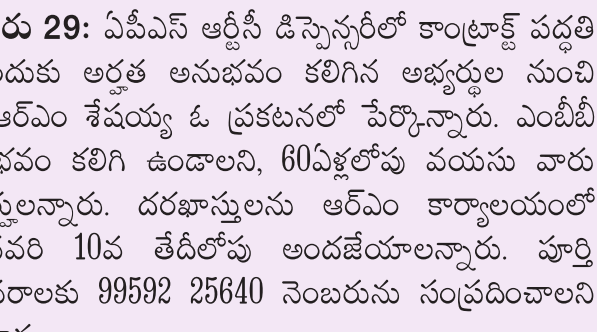 రు 29: ఏపీఎస్ ఆర్టీసీ డిస్పెన్సరీలో కాంట్రాక్ట్ పద్ధతి
దుకు అర్హత అనుభవం కలిగిన అభ్యర్థుల నుంచి
ఆర్ఎం శేషయ్య ఓ ప్రకటనలో పేర్కొన్నారు. ఎంబీబీ
భవం కలిగి ఉండాలని, 60ఏళ్లలోపు వయసు వారు
్హులన్నారు. దరఖాస్తులను ఆర్ఎం కార్యాలయంలో
వరి 10వ తేదీలోపు అందజేయాలన్నారు. పూర్తి
రాలకు 99592 25640 నెంబరును సంప్రదించాలని